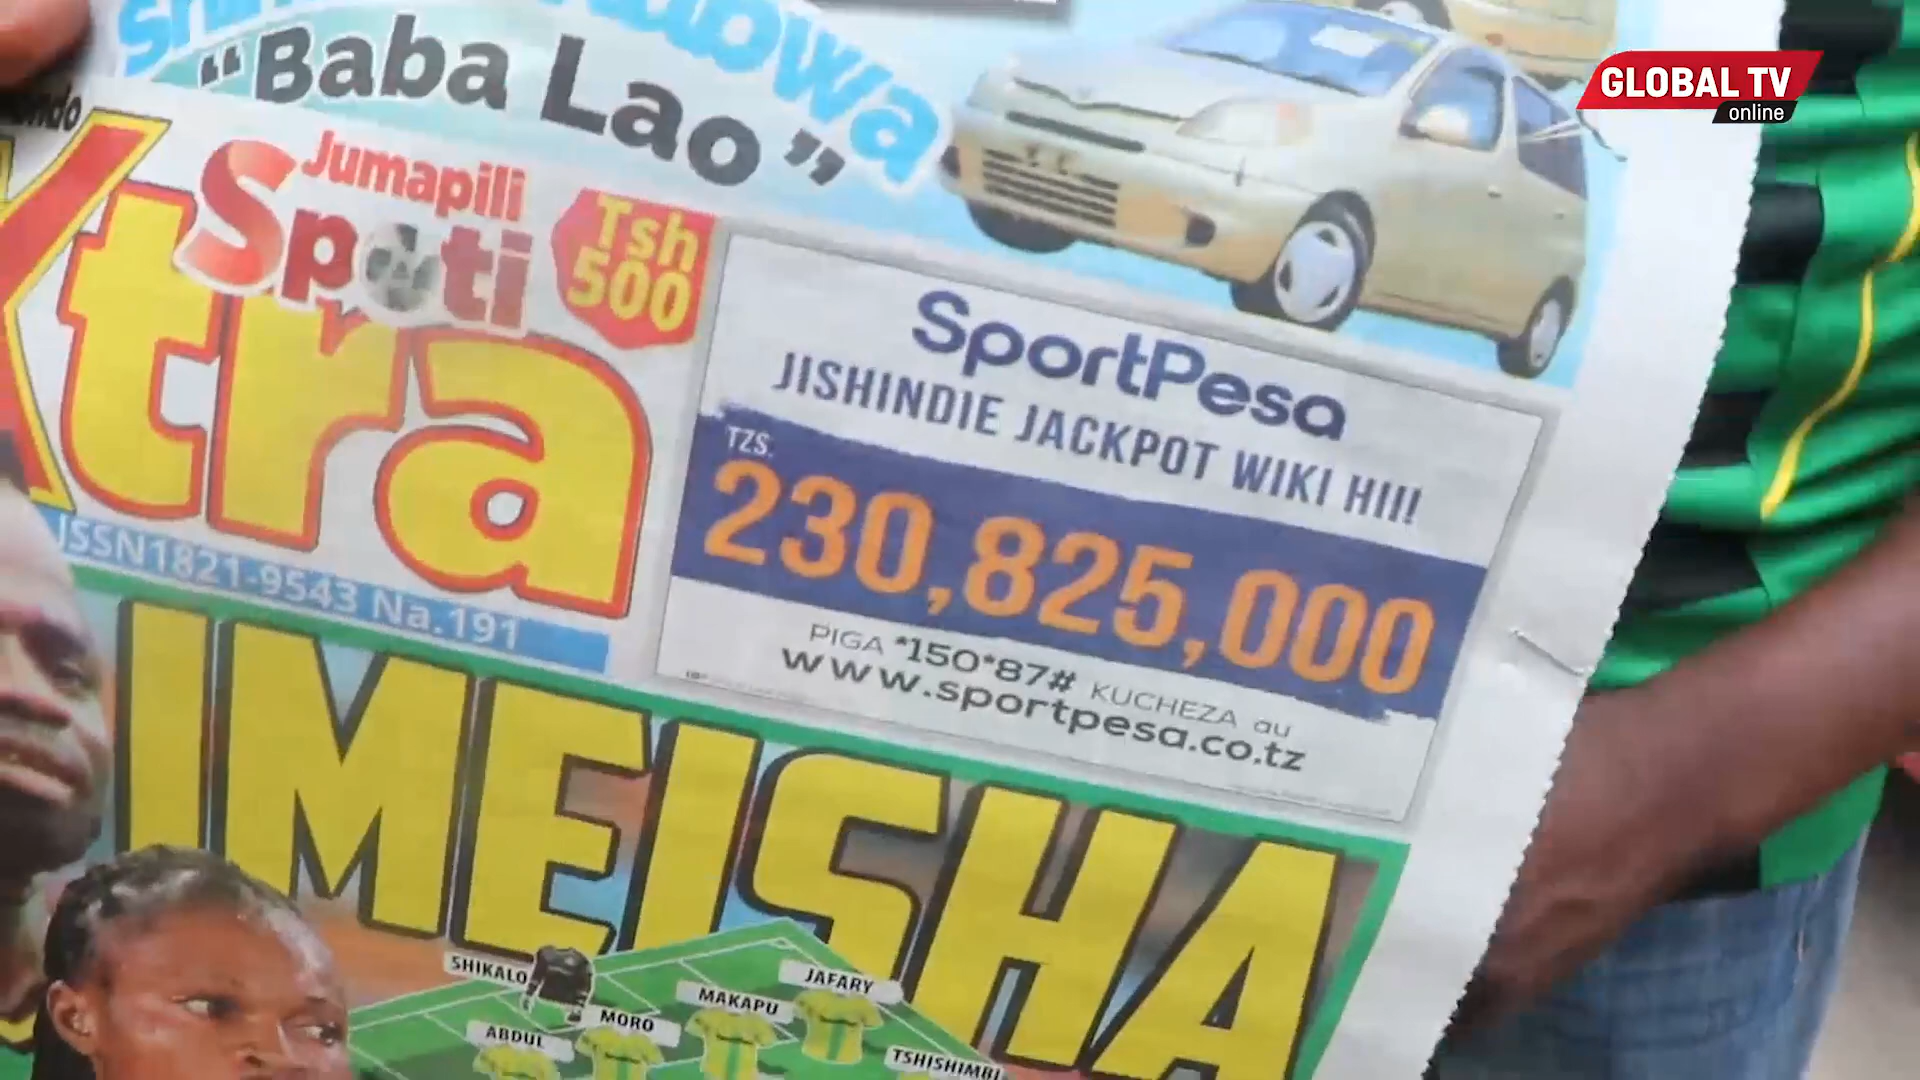 GLOBAL TV
online
"Baba Lao"
Jumapili
Spoti
Xtra
Tsh
500
ISSN1821-9543 Na.191
SportPesa
JISHINDIE JACKPOT WIKI HII!
TZS.
230,825,000
PIGA *150*87# KUCHEZA au
www.sportpesa.co.tz
IMEISHA
SHIKALO
JAFARY
MAKAPU
MORO
ABDUL
TSHISHIMBI